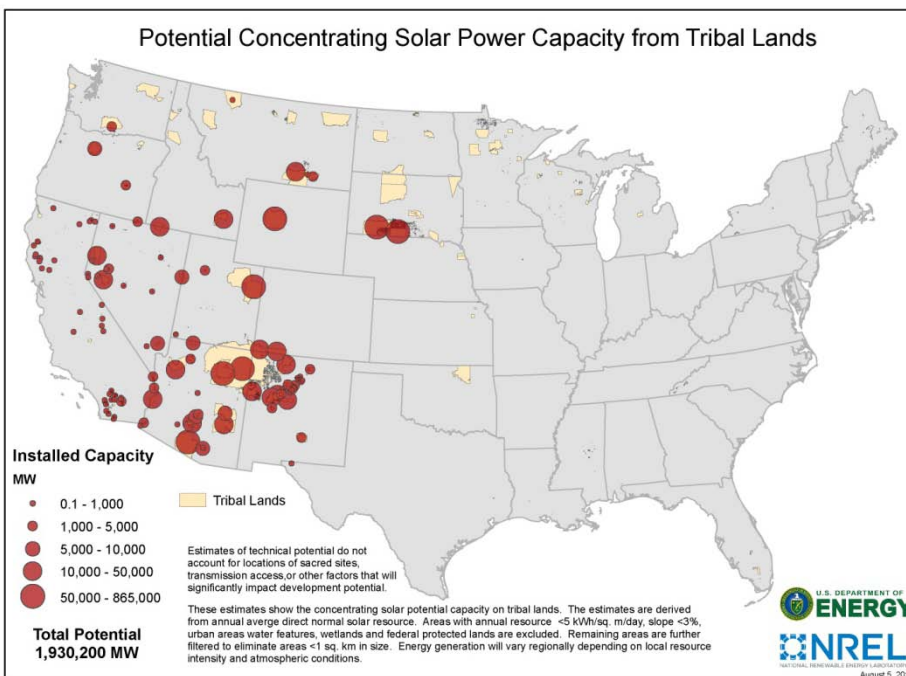 Potential Concentrating Solar Power Capacity from Tribal Lands
Installed Capacity
MW
0.1 - 1,000
1,000 - 5,000
5,000 - 10,000
10,000 - 50,000
50,000 - 865,000
Total Potential
1,930,200 MW
Tribal Lands
Estimates of technical potential do not
account for locations of sacred sites,
transmission access,or other factors that will
significantly impact development potential.
These estimates show the concentrating solar potential capacity on tribal lands. The estimates are derived
from annual averge direct normal solar resource. Areas with annual resource <5 kWh/sq. m/day, slope <3%,
urban areas water features, wetlands and federal protected lands are excluded. Remaining areas are further
filtered to eliminate areas <1 sq. km in size. Energy generation will vary regionally depending on local resource
intensity and atmospheric conditions.
U.S. DEPARTMENT OF
ENERGY
NREL
NATIONAL RENEWABLE ENERGY LABORATORY
August 5, 20